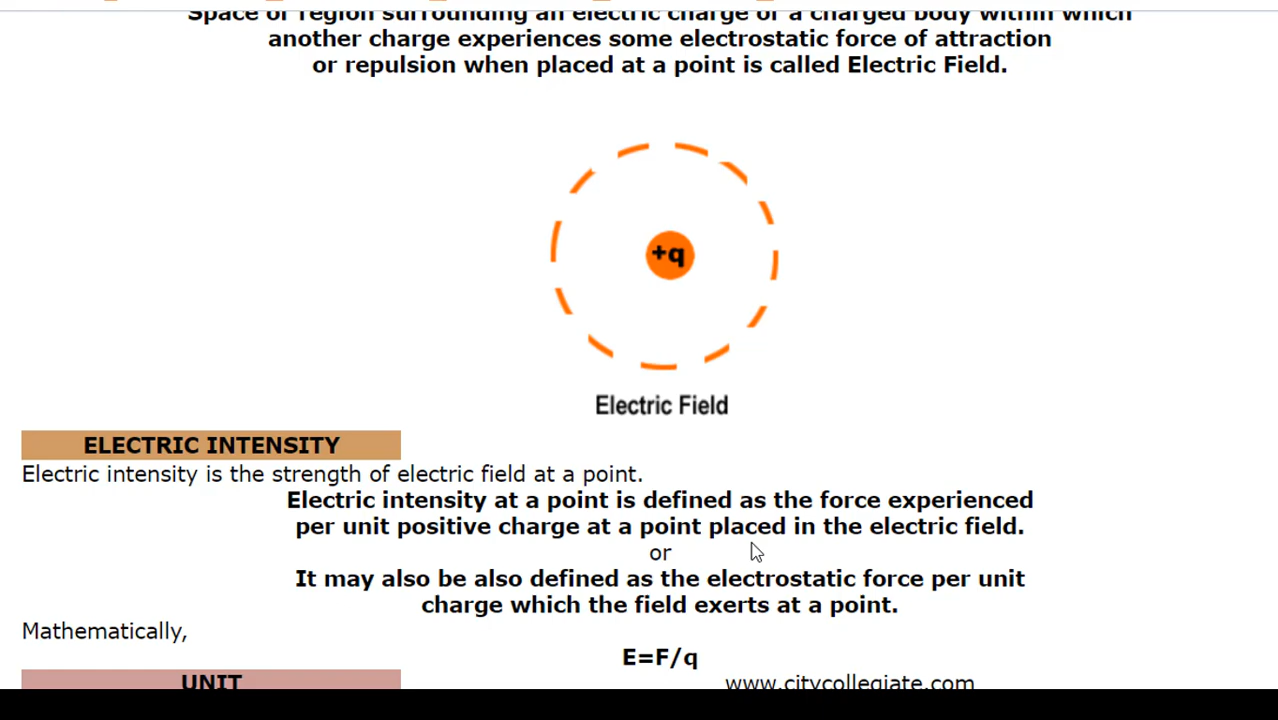 Space or region surrounding an electric charge or a charged body within which
another charge experiences some electrostatic force of attraction
or repulsion when placed at a point is called Electric Field.
+q
Electric Field
ELECTRIC INTENSITY
Electric intensity is the strength of electric field at a point.
Electric intensity at a point is defined as the force experienced
per unit positive charge at a point placed in the electric field.
or
It may also be also defined as the electrostatic force per unit
charge which the field exerts at a point.
Mathematically,
E=F/q
UNIT
www.citycollegiate.com